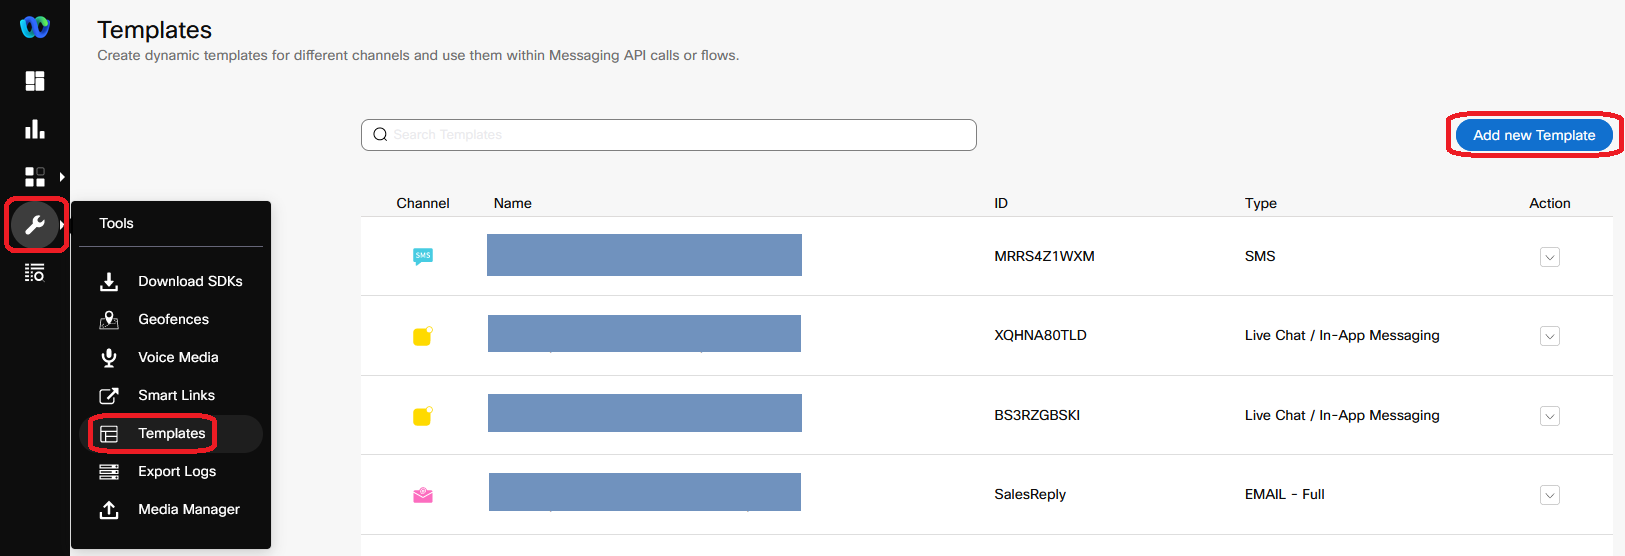 Templates
Create dynamic templates for different channels and use them within Messaging API calls or flows.
Search Templates
Add new Template
Channel Name ID Type Action
Tools
Download SDKs
Geofences
Voice Media
Smart Links
Templates
Export Logs
Media Manager
SMS MRRS4Z1WXM SMS
XQHNA80TLD Live Chat / In-App Messaging
BS3RZGBSKI Live Chat / In-App Messaging
SalesReply EMAIL - Full